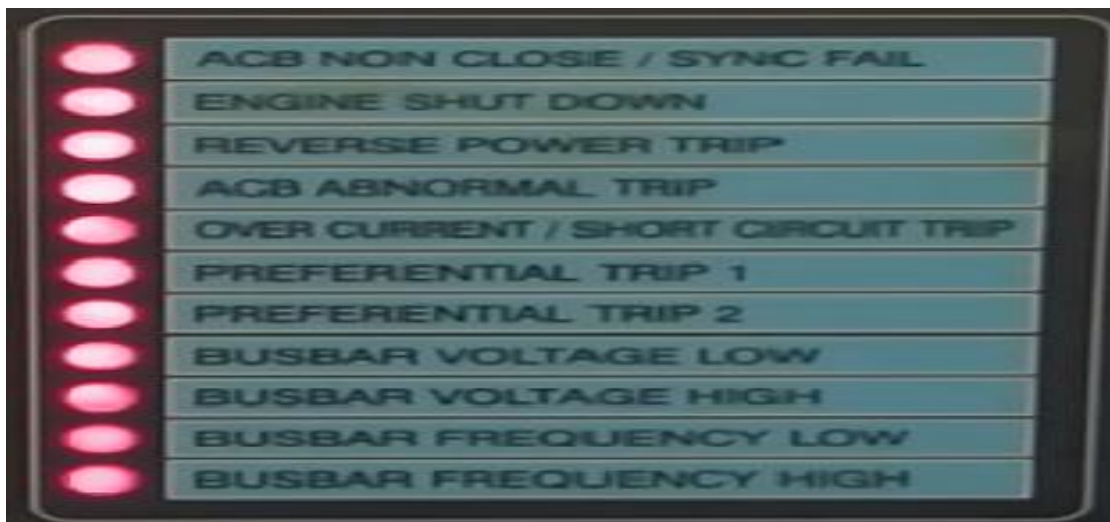 ACB NON CLOSE / SYNC FAIL
ENGINE SHUT DOWN
REVERSE POWER TRIP
ACB ABNORMAL TRIP
OVER CURRENT / SHORT CIRCUIT TRIP
PREFERENTIAL TRIP 1
PREFERENTIAL TRIP 2
BUSBAR VOLTAGE LOW
BUSBAR VOLTAGE HIGH
BUSBAR FREQUENCY LOW
BUSBAR FREQUENCY HIGH